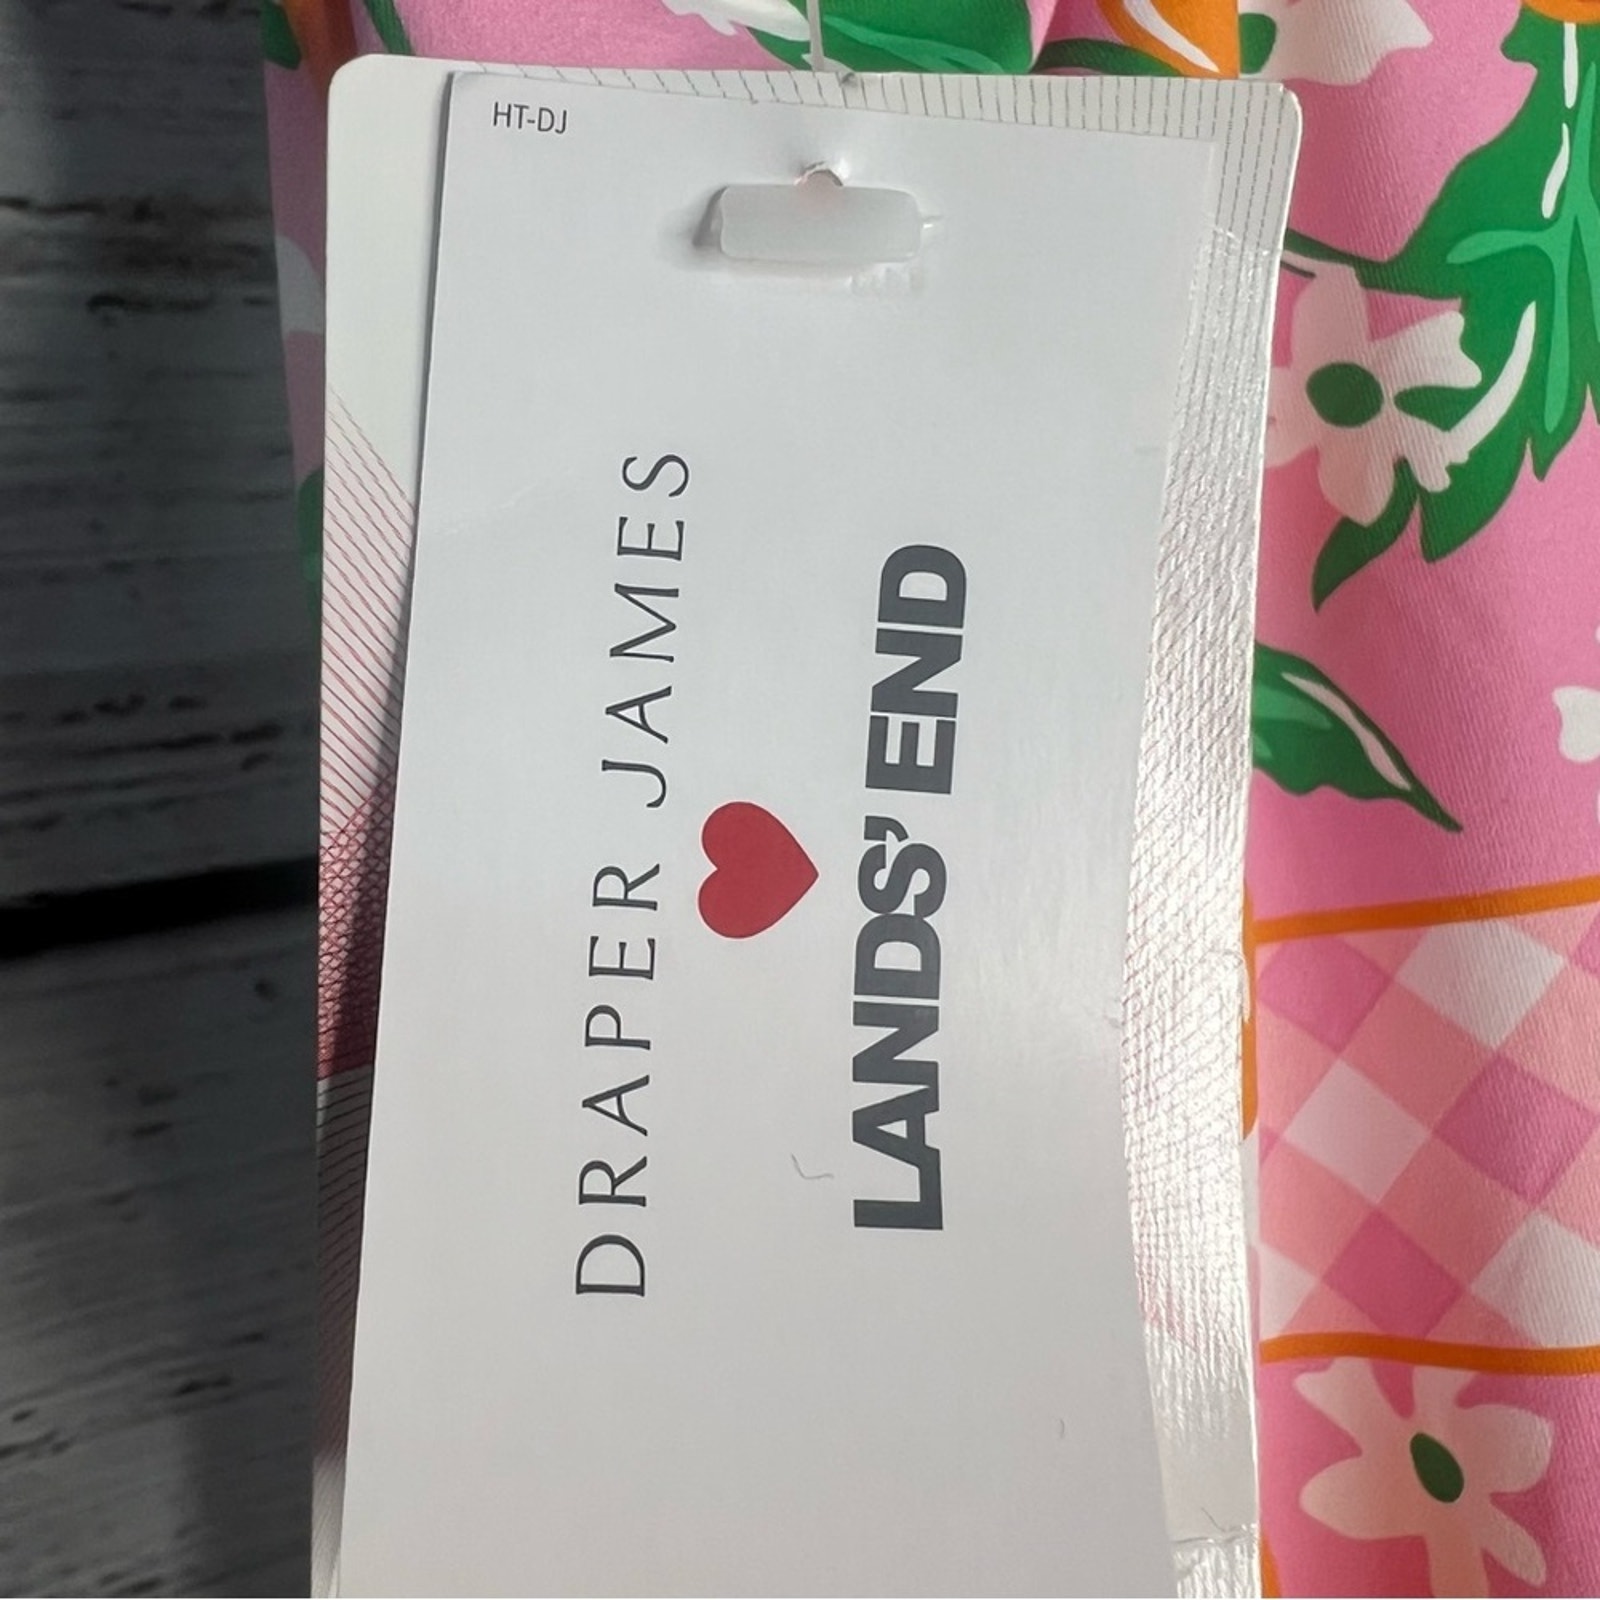 HT-DJ
DRAPER JAMES
LANDS' END